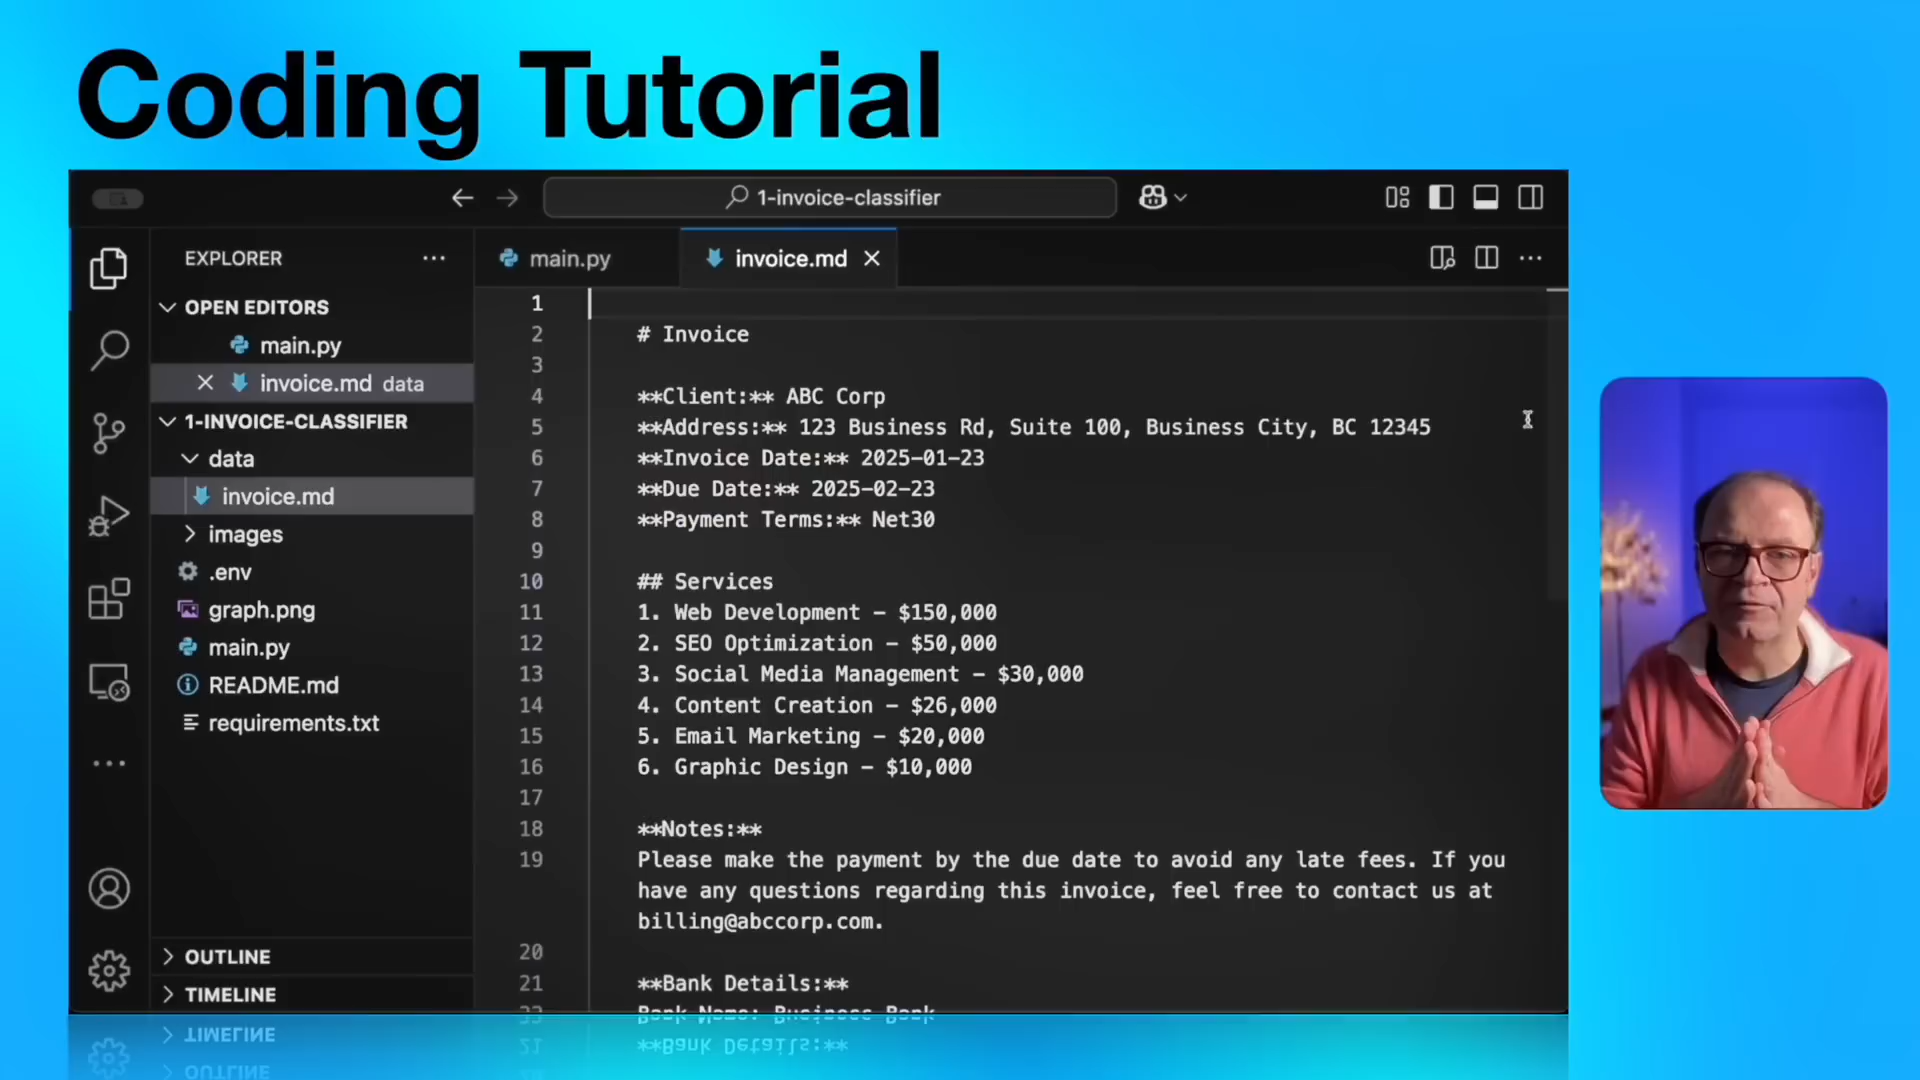 Coding Tutorial
1-invoice-classifier
EXPLORER
main.py
invoice.md
OPEN EDITORS
main.py
invoice.md data
1-INVOICE-CLASSIFIER
data
invoice.md
images
.env
graph.png
main.py
README.md
requirements.txt
OUTLINE
TIMELINE
1
2 # Invoice
3
4 **Client:** ABC Corp
5 **Address:** 123 Business Rd, Suite 100, Business City, BC 12345
6 **Invoice Date:** 2025-01-23
7 **Due Date:** 2025-02-23
8 **Payment Terms:** Net30
9
10 ## Services
11 1. Web Development – $150,000
12 2. SEO Optimization – $50,000
13 3. Social Media Management – $30,000
14 4. Content Creation – $26,000
15 5. Email Marketing – $20,000
16 6. Graphic Design – $10,000
17
18 **Notes:**
19 Please make the payment by the due date to avoid any late fees. If you
have any questions regarding this invoice, feel free to contact us at
billing@abccorp.com.
20
21 **Bank Details:**
22 Bank Name: Business Bank